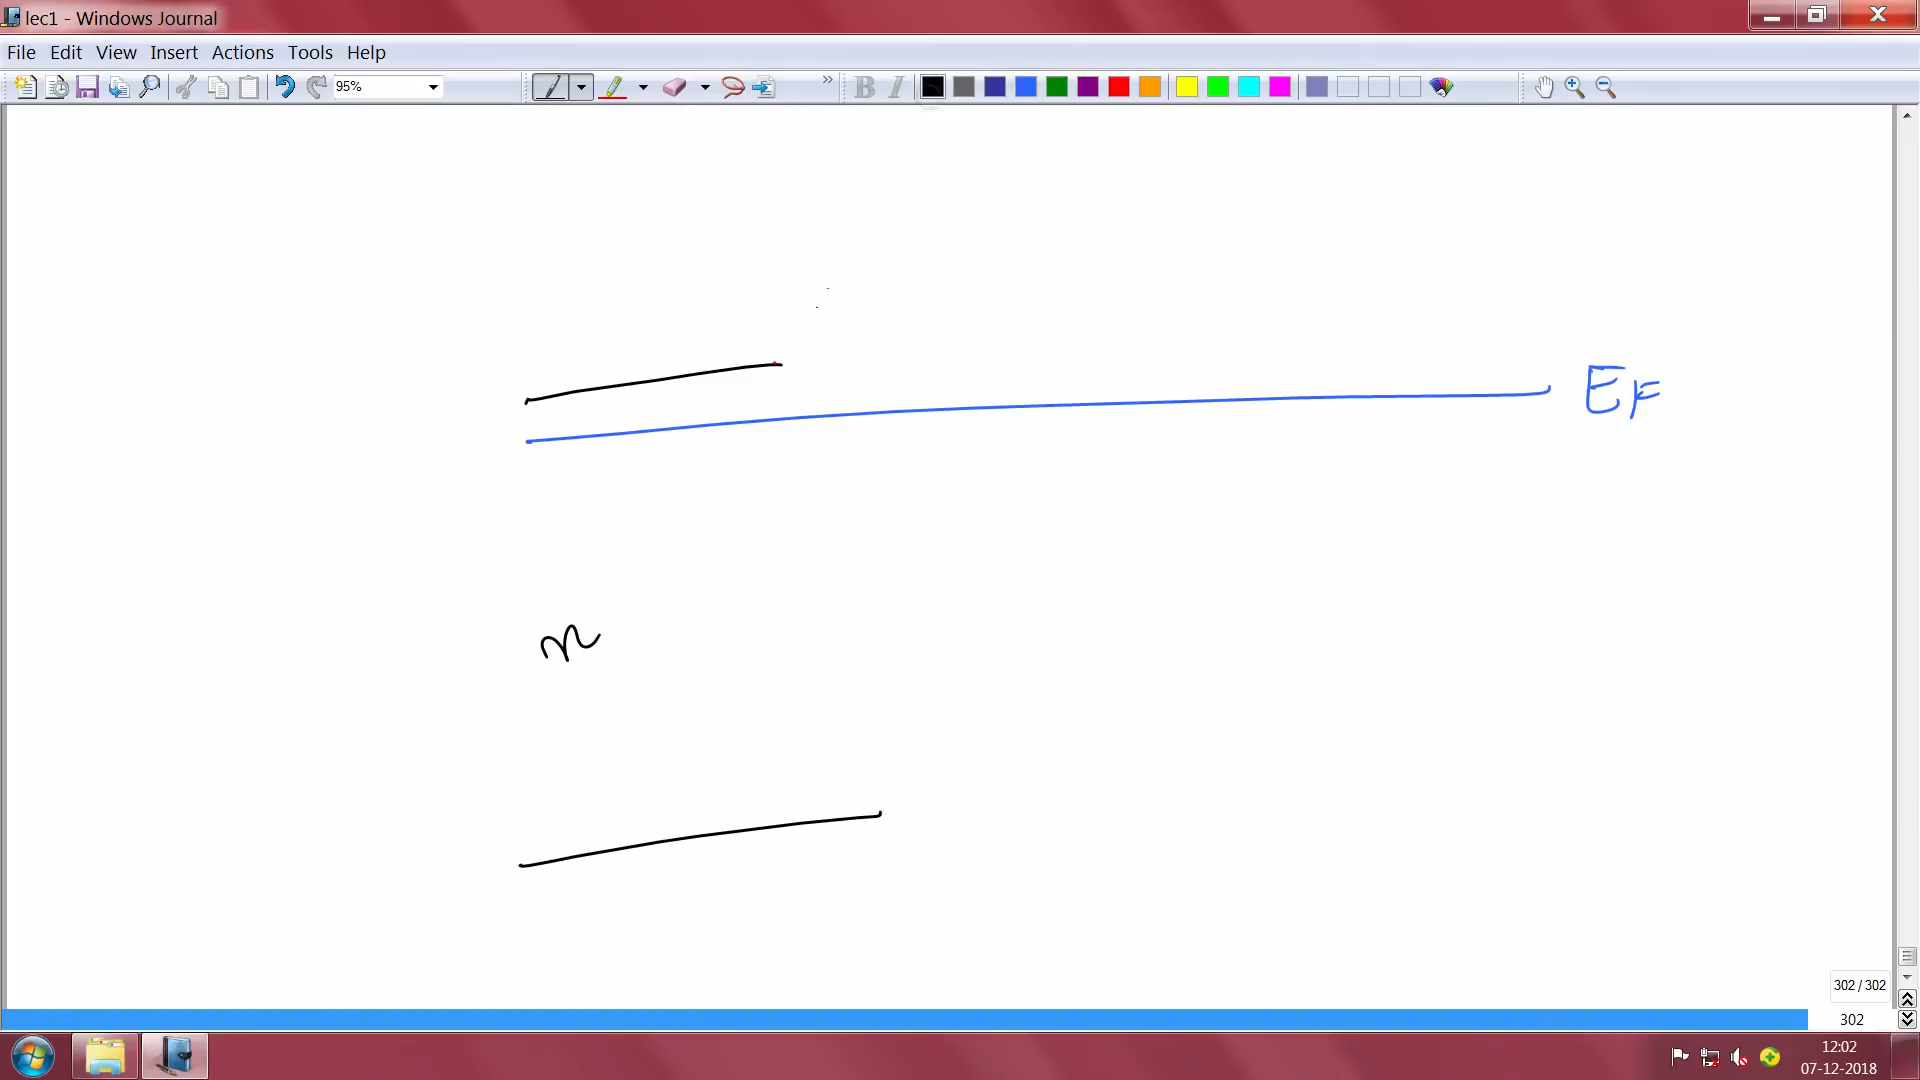 lec1 - Windows Journal
File Edit View Insert Actions Tools Help
95% B I
EF
n
302 / 302
302
12:02
07-12-2018